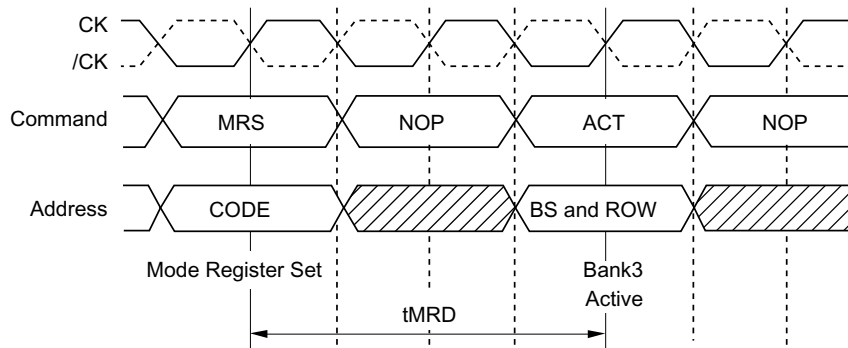 CK
/CK
Command MRS NOP ACT NOP
Address CODE BS and ROW
Mode Register Set Bank3
Active
tMRD